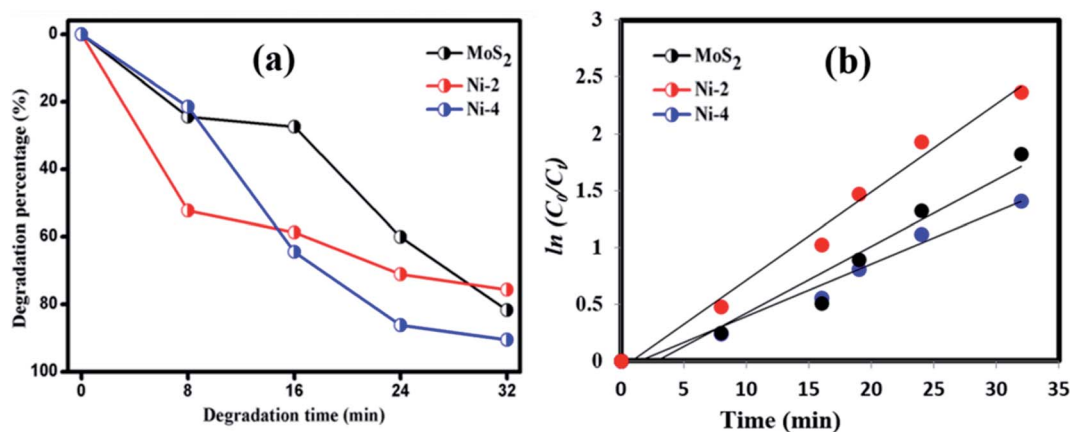 (a)
MoS2
Ni-2
Ni-4
0
20
40
60
80
100
Degradation percentage (%)
0 8 16 24 32
Degradation time (min)
(b)
MoS2
Ni-2
Ni-4
3
2.5
2
1.5
1
0.5
0
ln (C0/Ct)
0 5 10 15 20 25 30 35
Time (min)